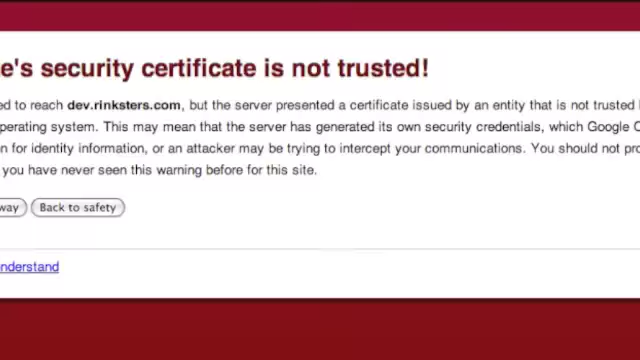 e's security certificate is not trusted!
ed to reach dev.rinksters.com, but the server presented a certificate issued by an entity that is not trusted
perating system. This may mean that the server has generated its own security credentials, which Google C
n for identity information, or an attacker may be trying to intercept your communications. You should not pro
you have never seen this warning before for this site.
way Back to safety
nderstand